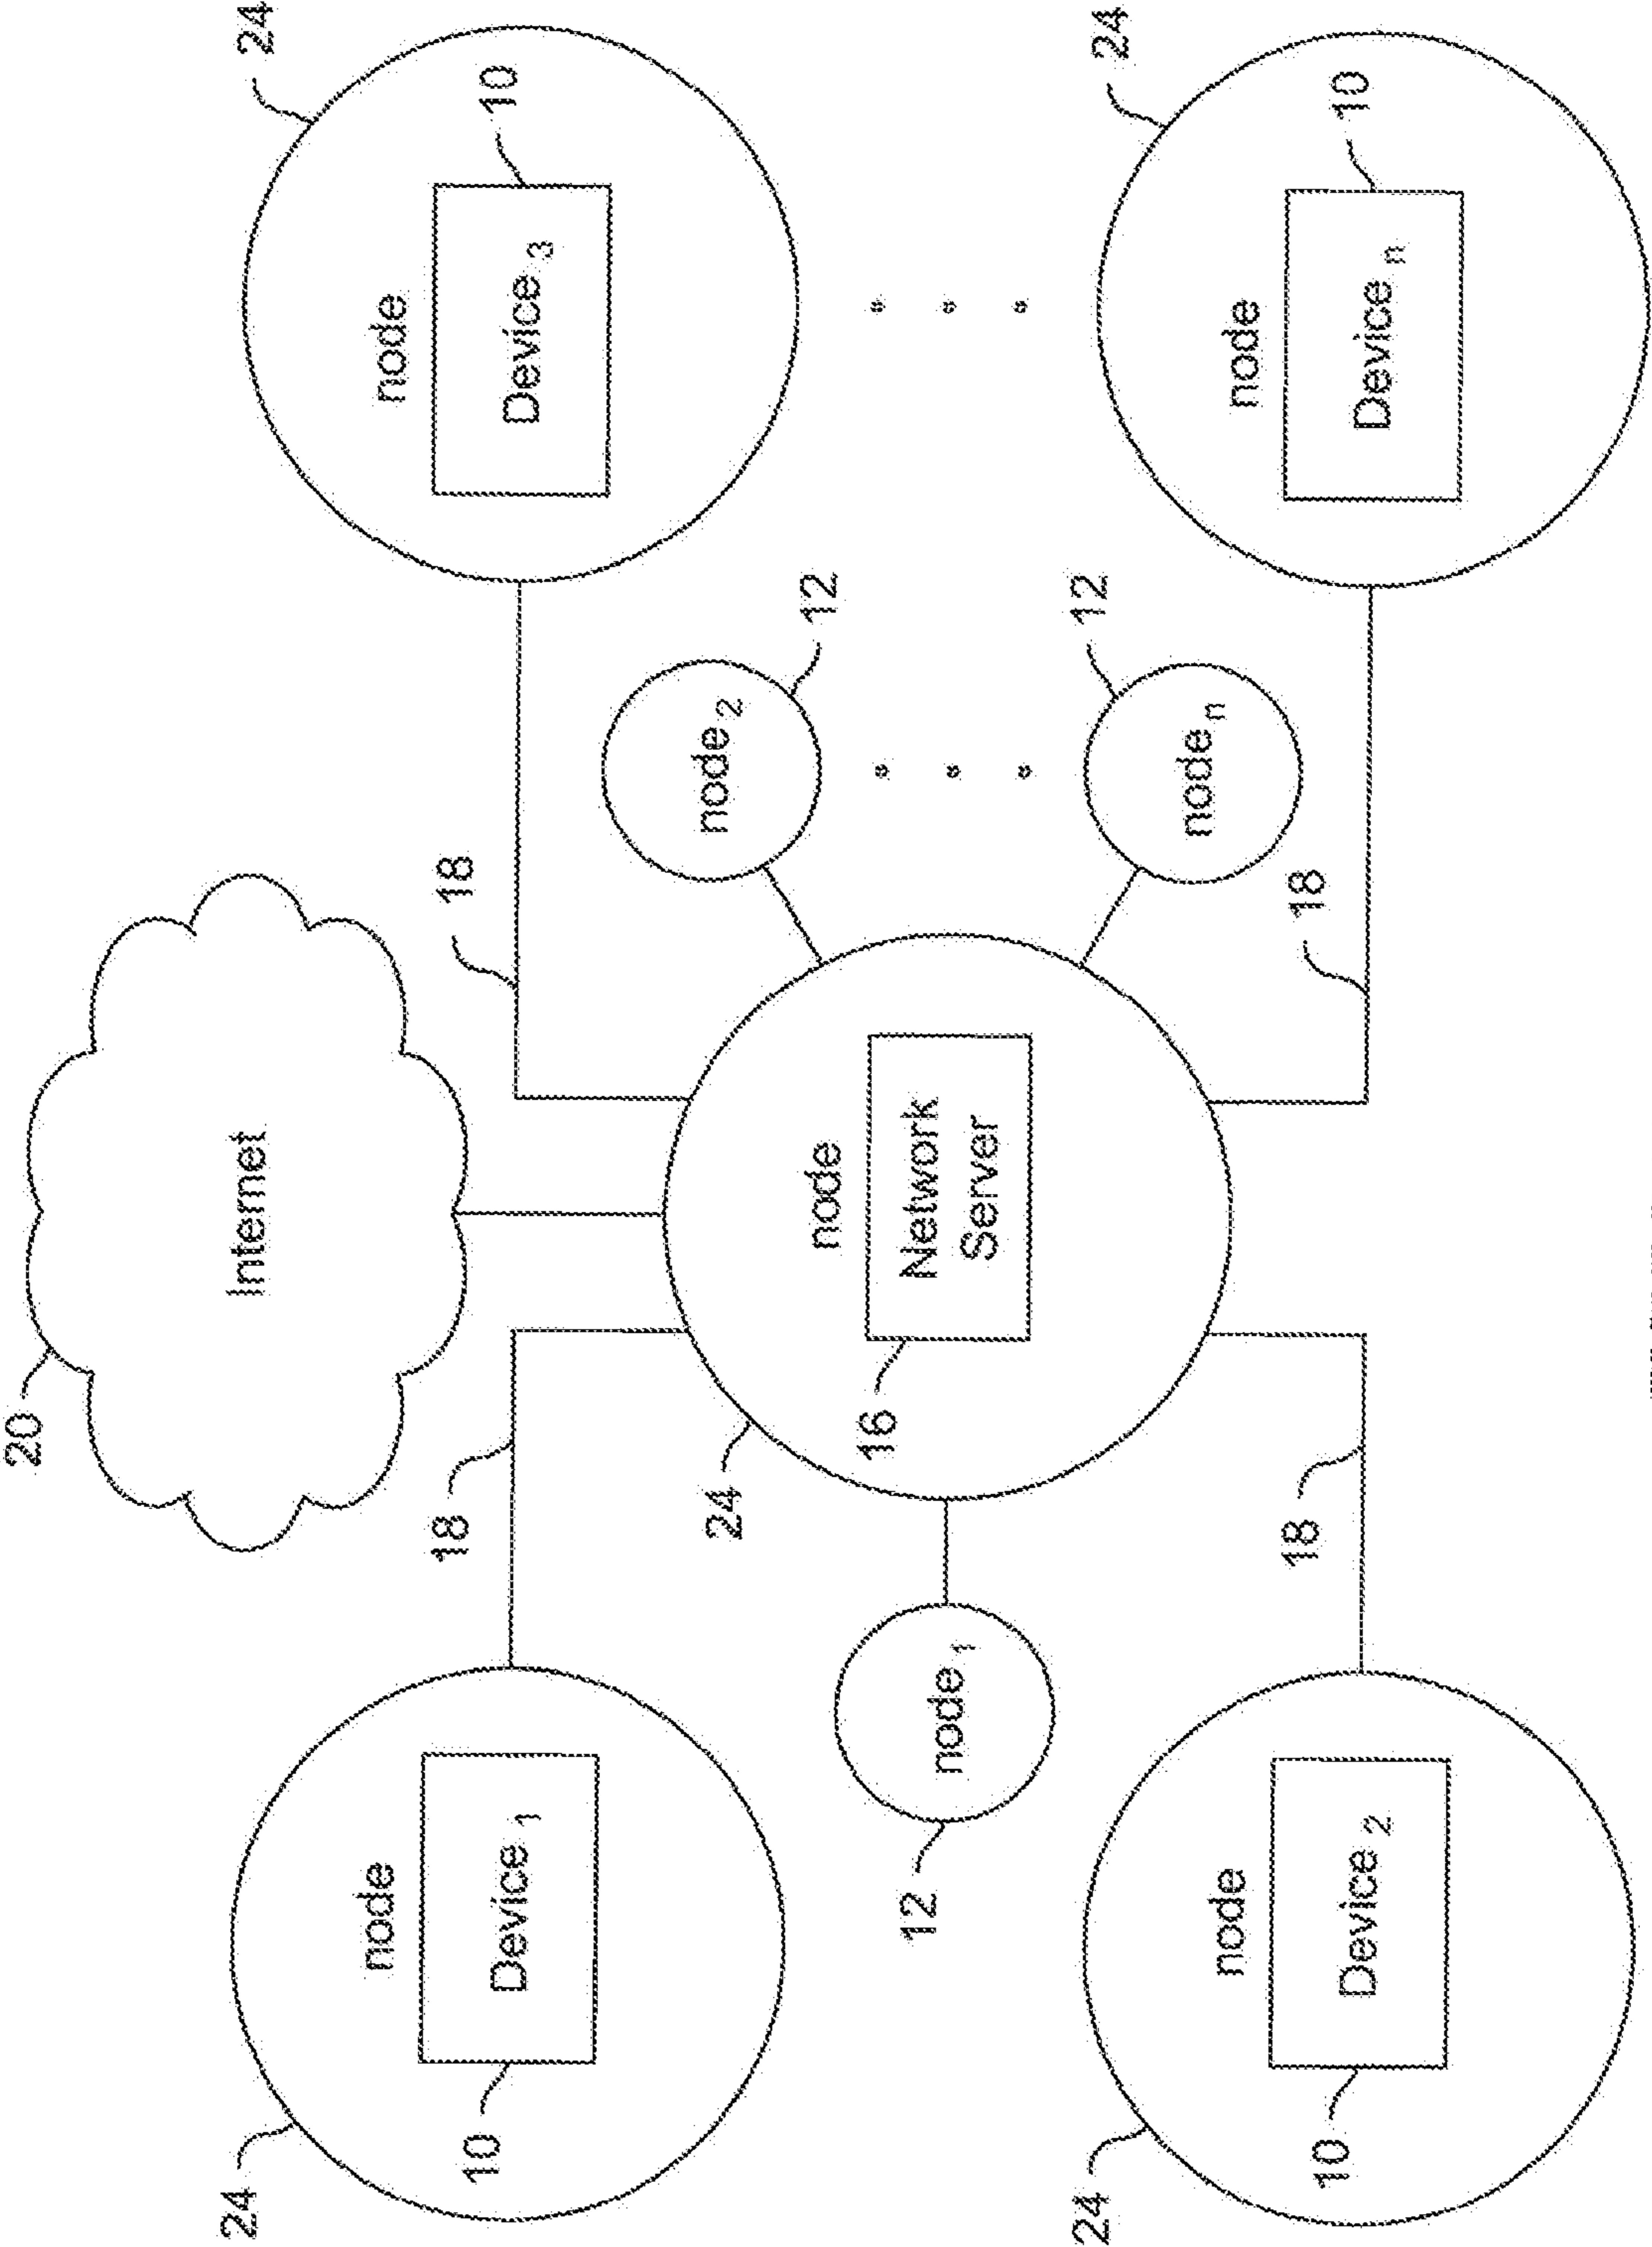 20
24
Internet
24
node
node
18
18
10
Device 1
Device 3
10
node 2
24
12
node
16
Network
Server
12
node 1
12
24
24
node n
node
node
18
18
10
Device 2
Device n
10